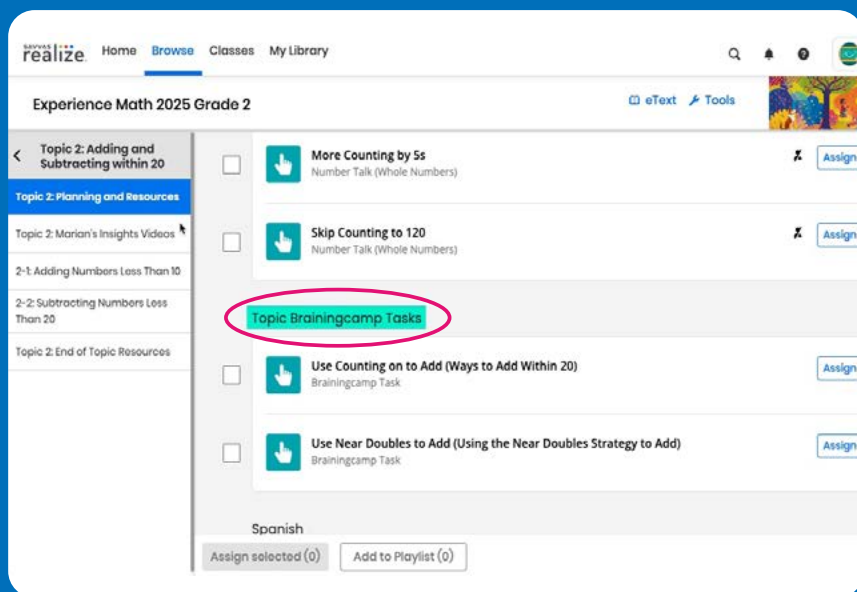 savvas
realize
Home Browse Classes My Library
Experience Math 2025 Grade 2
eText Tools
Topic 2: Adding and
Subtracting within 20
Topic 2: Planning and Resources
Topic 2: Marian's Insights Videos
2-1: Adding Numbers Less Than 10
2-2: Subtracting Numbers Less
Than 20
Topic 2: End of Topic Resources
More Counting by 5s
Number Talk (Whole Numbers)
Assign
Skip Counting to 120
Number Talk (Whole Numbers)
Assign
Topic Brainingcamp Tasks
Use Counting on to Add (Ways to Add Within 20)
Brainingcamp Task
Assign
Use Near Doubles to Add (Using the Near Doubles Strategy to Add)
Brainingcamp Task
Assign
Spanish
Assign selected (0)
Add to Playlist (0)